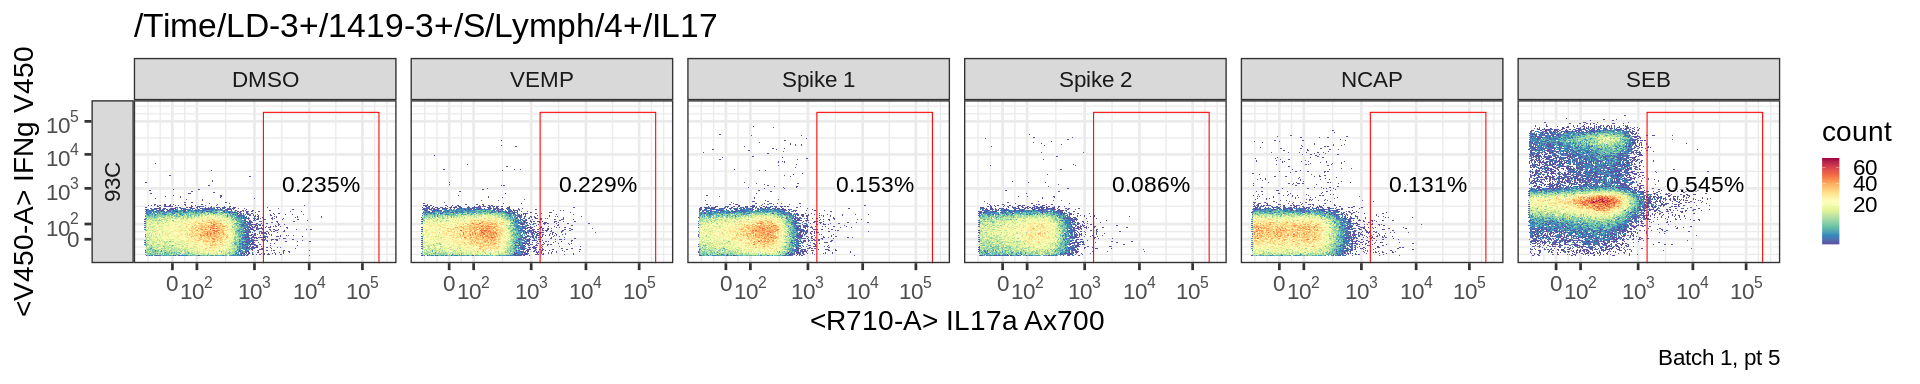 /Time/LD-3+/1419-3+/S/Lymph/4+/IL17
DMSO VEMP Spike 1 Spike 2 NCAP SEB
<V450-A> IFNg V450
93C
10^5
10^4
10^3
10^2
0
0.235% 0.229% 0.153% 0.086% 0.131% 0.545%
0 10^2 10^3 10^4 10^5 0 10^2 10^3 10^4 10^5 0 10^2 10^3 10^4 10^5 0 10^2 10^3 10^4 10^5 0 10^2 10^3 10^4 10^5 0 10^2 10^3 10^4 10^5
<R710-A> IL17a Ax700
count
60
40
20
Batch 1, pt 5